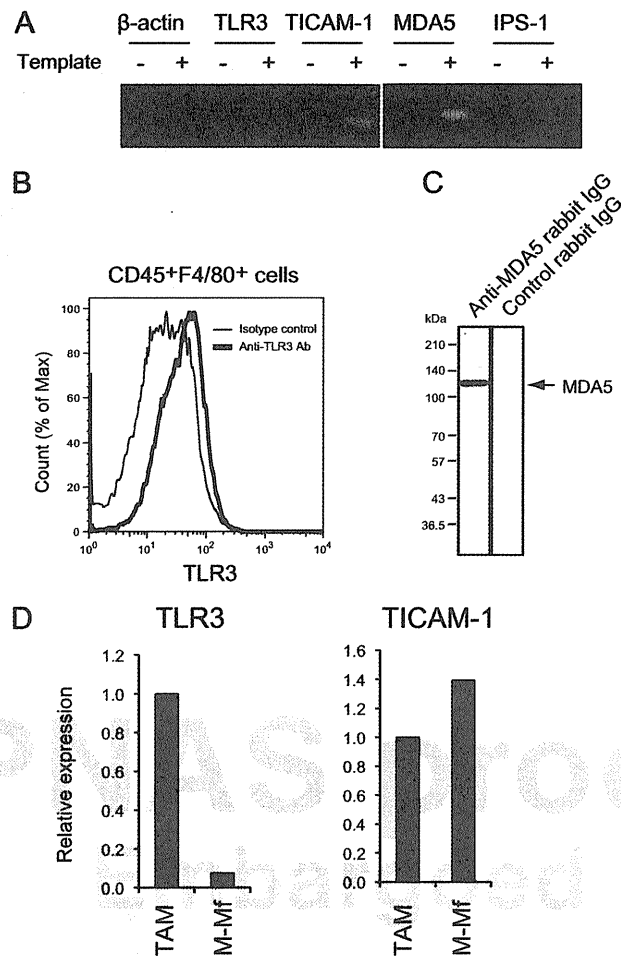 A
β-actin TLR3 TICAM-1 MDA5 IPS-1
Template - + - + - + - + - +
B
CD45+F4/80+ cells
Isotype control
Anti-TLR3 Ab
Count (% of Max)
100
80
60
40
20
0
10^0 10^1 10^2 10^3 10^4
TLR3
C
Anti-MDA5 rabbit IgG
Control rabbit IgG
kDa
210
140
100
70
57
43
36.5
MDA5
D
TLR3
Relative expression
1.2
1.0
0.8
0.6
0.4
0.2
0.0
TAM M-Mf
TICAM-1
1.6
1.4
1.2
1.0
0.8
0.6
0.4
0.2
0.0
TAM M-Mf
PNAS proo
Embargoed